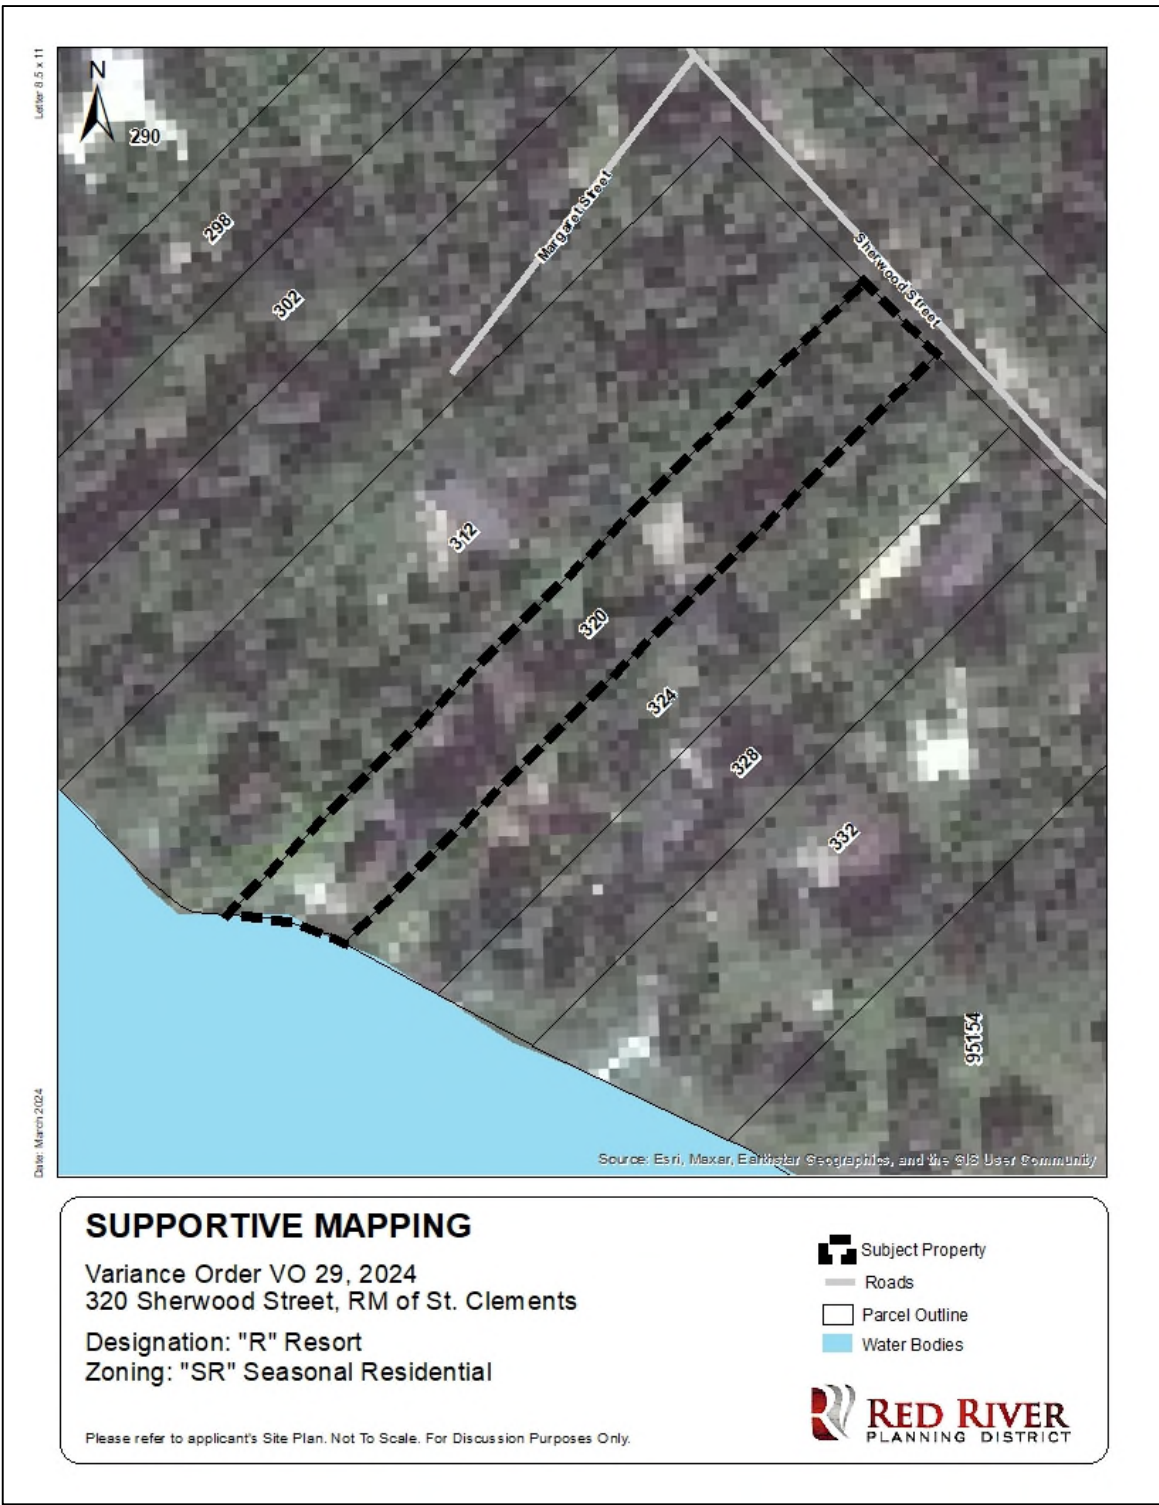 Letter 8.5 x 11
N
290
298
302
Margaret Street
Sherwood Street
312
320
324
328
332
95154
Date: March 2024
Source: Esri, Maxar, Earthstar Geographics, and the GIS User Community
SUPPORTIVE MAPPING
Variance Order VO 29, 2024
320 Sherwood Street, RM of St. Clements
Designation: "R" Resort
Zoning: "SR" Seasonal Residential
Please refer to applicant's Site Plan. Not To Scale. For Discussion Purposes Only.
Subject Property
Roads
Parcel Outline
Water Bodies
RED RIVER
PLANNING DISTRICT